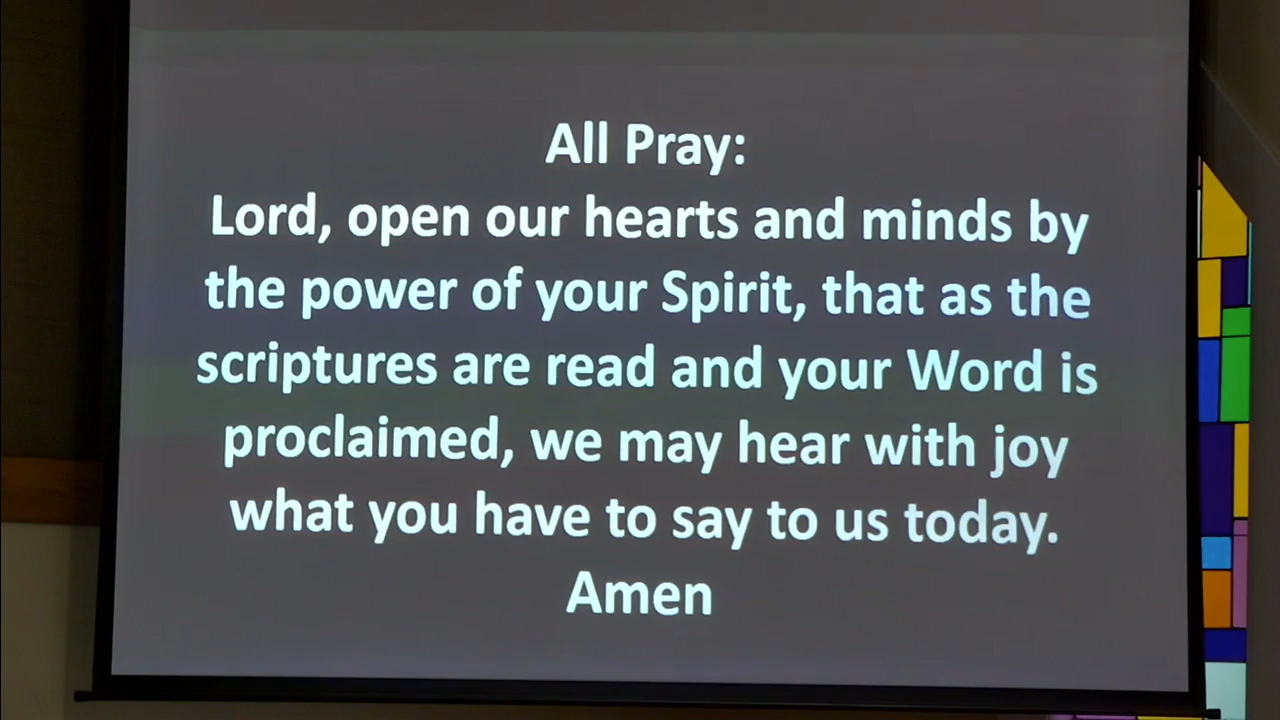 All Pray:
Lord, open our hearts and minds by
the power of your Spirit, that as the
scriptures are read and your Word is
proclaimed, we may hear with joy
what you have to say to us today.
Amen